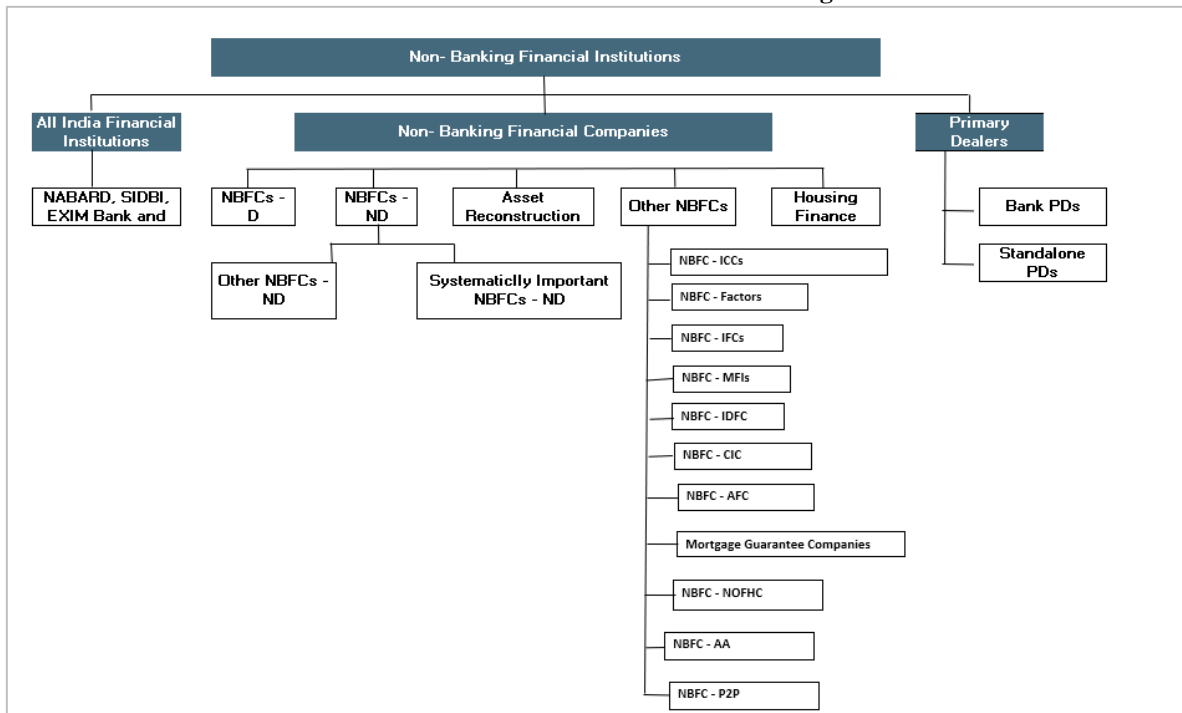 Non- Banking Financial Institutions
All India Financial
Institutions
Non- Banking Financial Companies
Primary
Dealers
NABARD, SIDBI,
EXIM Bank and
NBFCs -
D
NBFCs -
ND
Asset
Reconstruction
Other NBFCs
Housing
Finance
Bank PDs
Standalone
PDs
Other NBFCs -
ND
Systematiclly Important
NBFCs - ND
NBFC - ICCs
NBFC - Factors
NBFC - IFCs
NBFC - MFIs
NBFC - IDFC
NBFC - CIC
NBFC - AFC
Mortgage Guarantee Companies
NBFC - NOFHC
NBFC - AA
NBFC - P2P